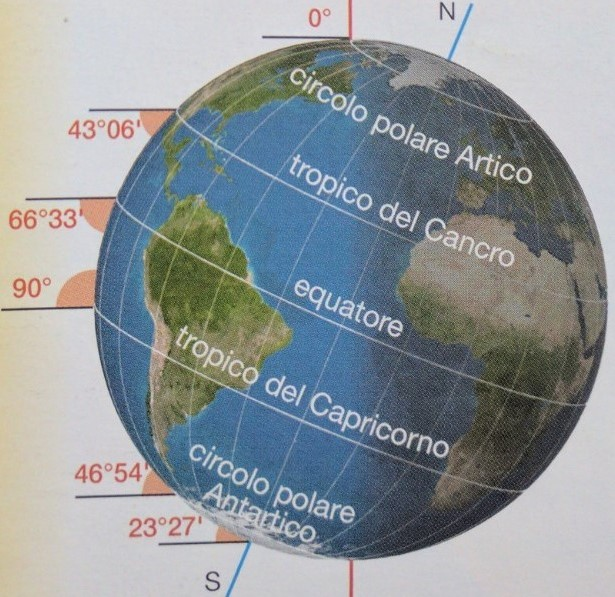 0°
N
circolo polare Artico
43°06'
tropico del Cancro
66°33'
90°
equatore
tropico del Capricorno
circolo polare
Antartico
46°54'
23°27'
S